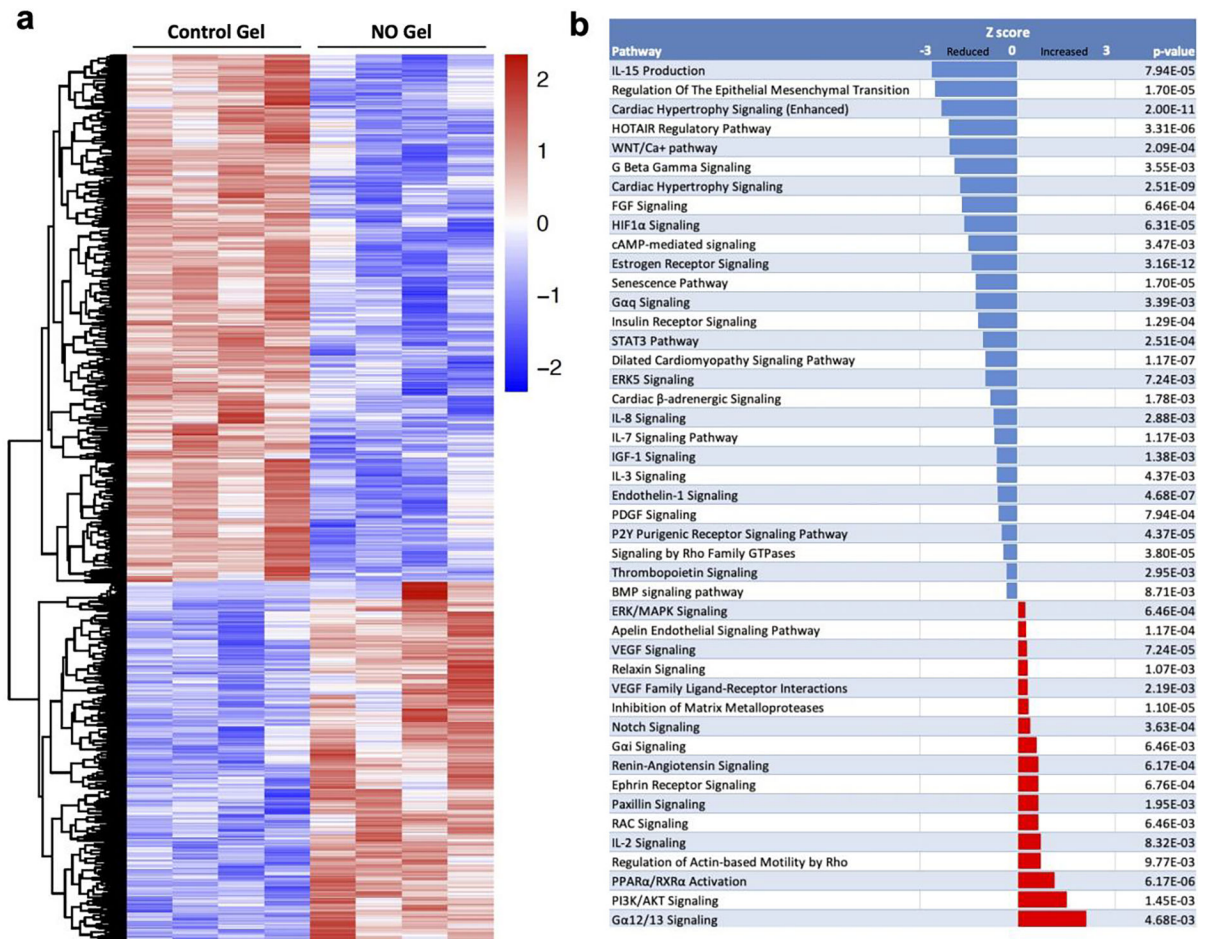 a
Control Gel NO Gel
2
1
0
−1
−2
b
Z score
Pathway -3 Reduced 0 Increased 3 p-value
IL-15 Production 7.94E-05
Regulation Of The Epithelial Mesenchymal Transition 1.70E-05
Cardiac Hypertrophy Signaling (Enhanced) 2.00E-11
HOTAIR Regulatory Pathway 3.31E-06
WNT/Ca+ pathway 2.09E-04
G Beta Gamma Signaling 3.55E-03
Cardiac Hypertrophy Signaling 2.51E-09
FGF Signaling 6.46E-04
HIF1α Signaling 6.31E-05
cAMP-mediated signaling 3.47E-03
Estrogen Receptor Signaling 3.16E-12
Senescence Pathway 1.70E-05
Gαq Signaling 3.39E-03
Insulin Receptor Signaling 1.29E-04
STAT3 Pathway 2.51E-04
Dilated Cardiomyopathy Signaling Pathway 1.17E-07
ERK5 Signaling 7.24E-03
Cardiac β-adrenergic Signaling 1.78E-03
IL-8 Signaling 2.88E-03
IL-7 Signaling Pathway 1.17E-03
IGF-1 Signaling 1.38E-03
IL-3 Signaling 4.37E-03
Endothelin-1 Signaling 4.68E-07
PDGF Signaling 7.94E-04
P2Y Purigenic Receptor Signaling Pathway 4.37E-05
Signaling by Rho Family GTPases 3.80E-05
Thrombopoietin Signaling 2.95E-03
BMP signaling pathway 8.71E-03
ERK/MAPK Signaling 6.46E-04
Apelin Endothelial Signaling Pathway 1.17E-04
VEGF Signaling 7.24E-05
Relaxin Signaling 1.07E-03
VEGF Family Ligand-Receptor Interactions 2.19E-03
Inhibition of Matrix Metalloproteases 1.10E-05
Notch Signaling 3.63E-04
Gαi Signaling 6.46E-03
Renin-Angiotensin Signaling 6.17E-04
Ephrin Receptor Signaling 6.76E-04
Paxillin Signaling 1.95E-03
RAC Signaling 6.46E-03
IL-2 Signaling 8.32E-03
Regulation of Actin-based Motility by Rho 9.77E-03
PPARα/RXRα Activation 6.17E-06
PI3K/AKT Signaling 1.45E-03
Gα12/13 Signaling 4.68E-03